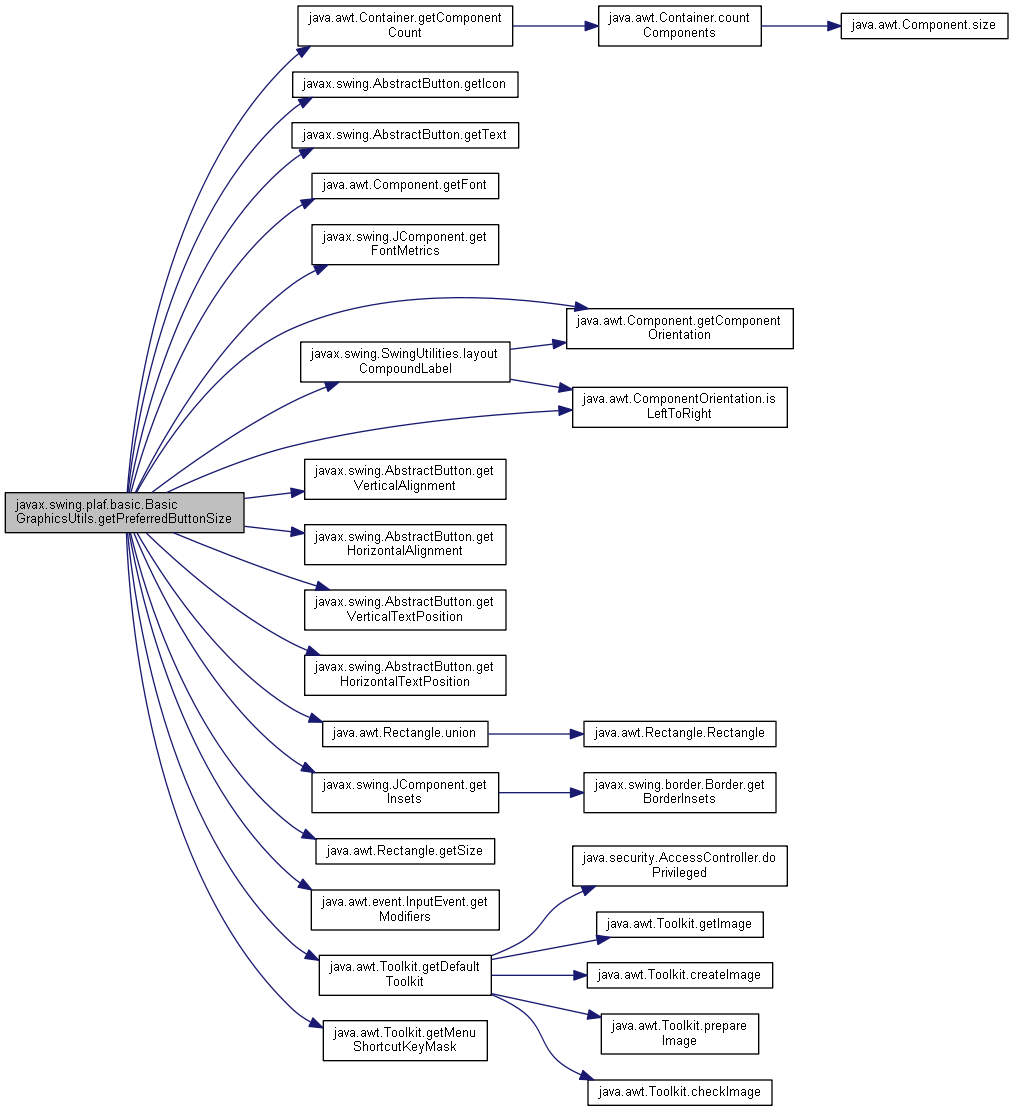 java.awt.Container.getComponent
Count
java.awt.Container.count
Components
java.awt.Component.size
javax.swing.AbstractButton.getIcon
javax.swing.AbstractButton.getText
java.awt.Component.getFont
javax.swing.JComponent.get
FontMetrics
java.awt.Component.getComponent
Orientation
javax.swing.SwingUtilities.layout
CompoundLabel
java.awt.ComponentOrientation.is
LeftToRight
javax.swing.AbstractButton.get
VerticalAlignment
javax.swing.plaf.basic.Basic
GraphicsUtils.getPreferredButtonSize
javax.swing.AbstractButton.get
HorizontalAlignment
javax.swing.AbstractButton.get
VerticalTextPosition
javax.swing.AbstractButton.get
HorizontalTextPosition
java.awt.Rectangle.union
java.awt.Rectangle.Rectangle
javax.swing.JComponent.get
Insets
javax.swing.border.Border.get
BorderInsets
java.awt.Rectangle.getSize
java.security.AccessController.do
Privileged
java.awt.event.InputEvent.get
Modifiers
java.awt.Toolkit.getImage
java.awt.Toolkit.getDefault
Toolkit
java.awt.Toolkit.createImage
java.awt.Toolkit.prepare
Image
java.awt.Toolkit.getMenu
ShortcutKeyMask
java.awt.Toolkit.checkImage